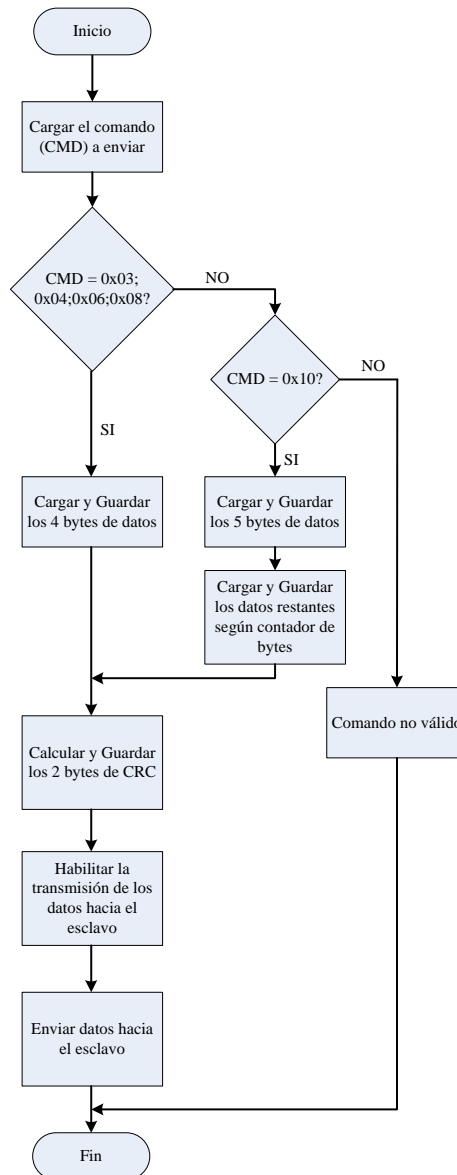 Inicio
Cargar el comando
(CMD) a enviar
CMD = 0x03;
0x04;0x06;0x08?
NO
CMD = 0x10?
NO
SI
SI
Cargar y Guardar
los 4 bytes de datos
Cargar y Guardar
los 5 bytes de datos
Cargar y Guardar
los datos restantes
según contador de
bytes
Calcular y Guardar
los 2 bytes de CRC
Comando no válido
Habilitar la
transmisión de los
datos hacia el
esclavo
Enviar datos hacia
el esclavo
Fin